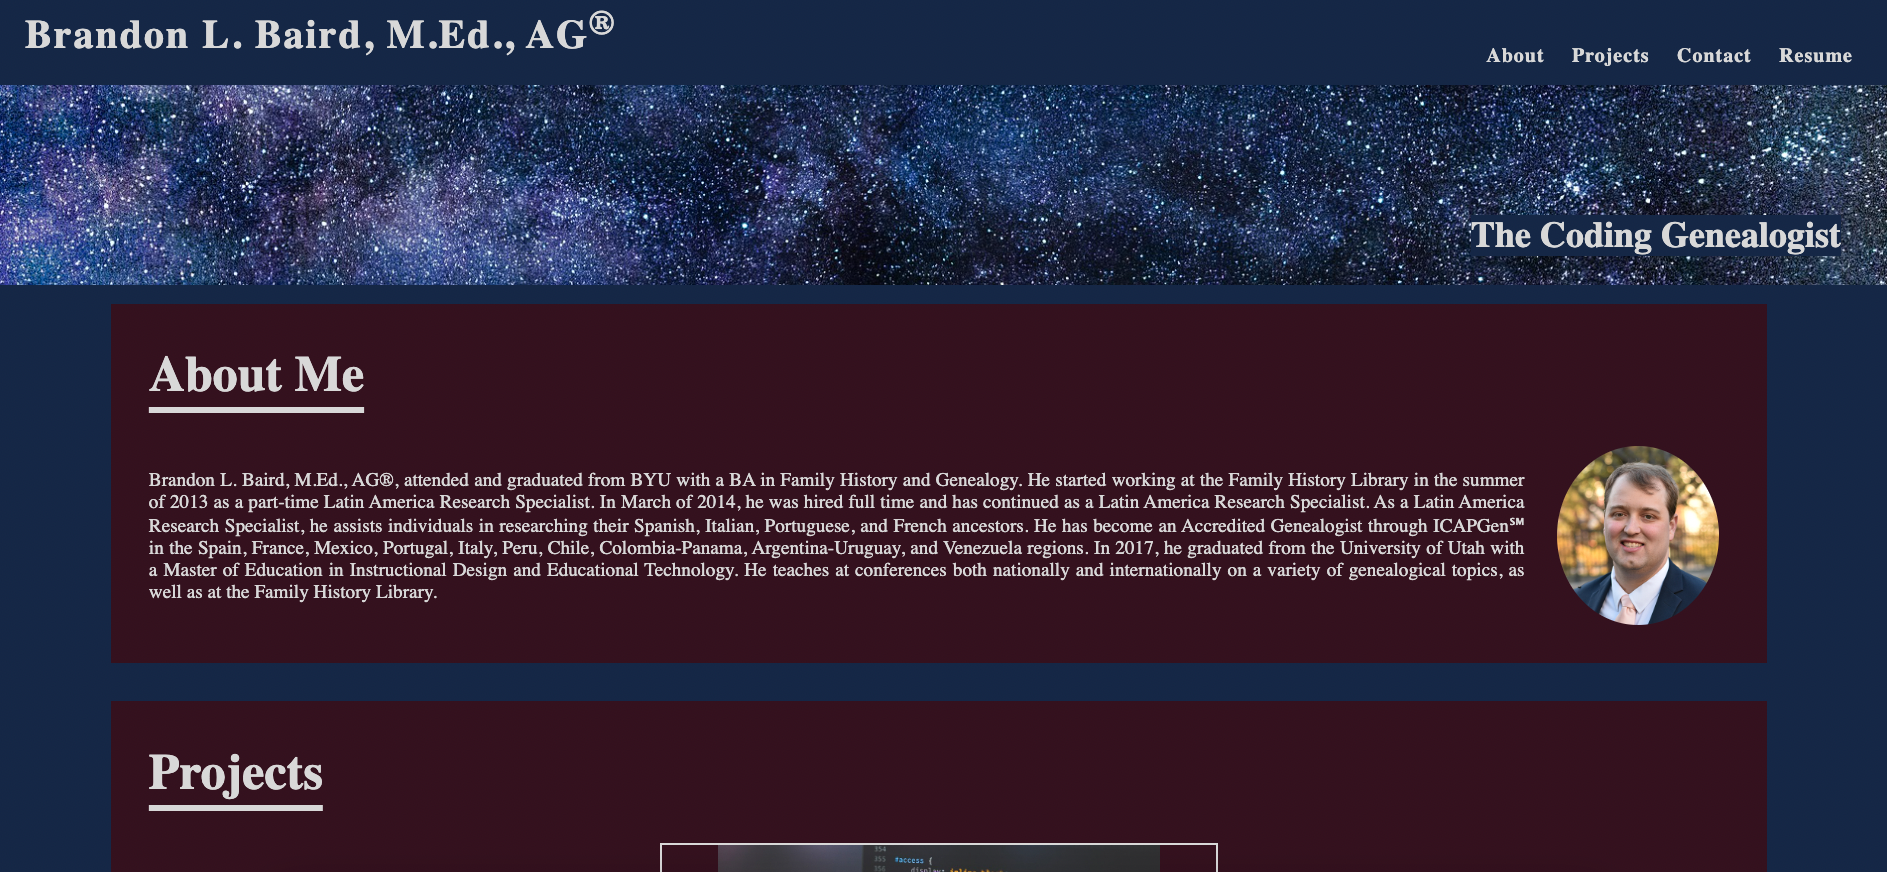 Brandon L. Baird, M.Ed., AG®
About Projects Contact Resume
The Coding Genealogist
About Me
Brandon L. Baird, M.Ed., AG®, attended and graduated from BYU with a BA in Family History and Genealogy. He started working at the Family History Library in the summer
of 2013 as a part-time Latin America Research Specialist. In March of 2014, he was hired full time and has continued as a Latin America Research Specialist. As a Latin America
Research Specialist, he assists individuals in researching their Spanish, Italian, Portuguese, and French ancestors. He has become an Accredited Genealogist through ICAPGen℠
in the Spain, France, Mexico, Portugal, Italy, Peru, Chile, Colombia-Panama, Argentina-Uruguay, and Venezuela regions. In 2017, he graduated from the University of Utah with
a Master of Education in Instructional Design and Educational Technology. He teaches at conferences both nationally and internationally on a variety of genealogical topics, as
well as at the Family History Library.
Projects
354
355 #access {
356